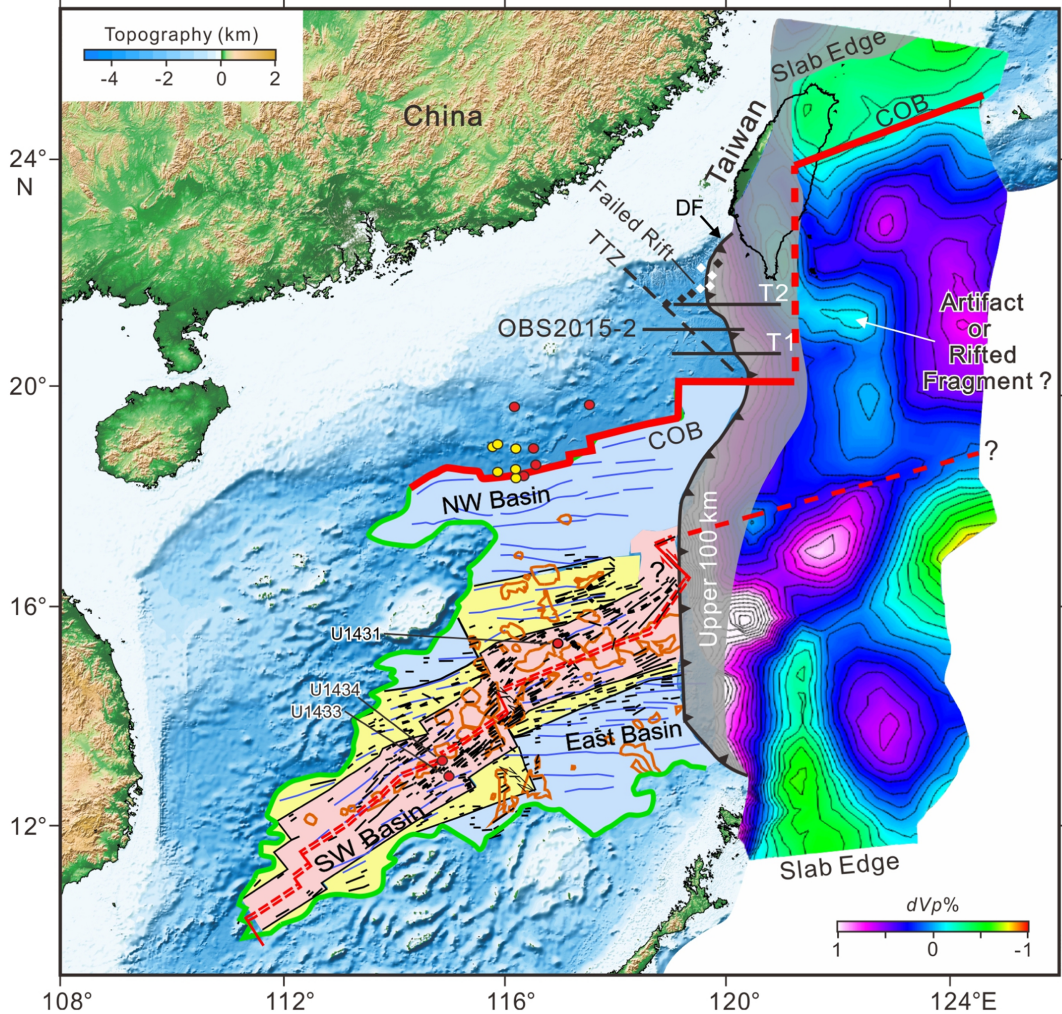 Topography (km)
-4 -2 0 2
China
Slab Edge
COB
Taiwan
24°
N
Failed Rift
DF
TTZ
T2
OBS2015-2
T1
Artifact
or
Rifted
Fragment ?
20°
COB
?
NW Basin
Upper 100 km
?
16°
U1431
U1434
U1433
East Basin
SW Basin
12°
Slab Edge
dVp%
1 0 -1
108° 112° 116° 120° 124°E